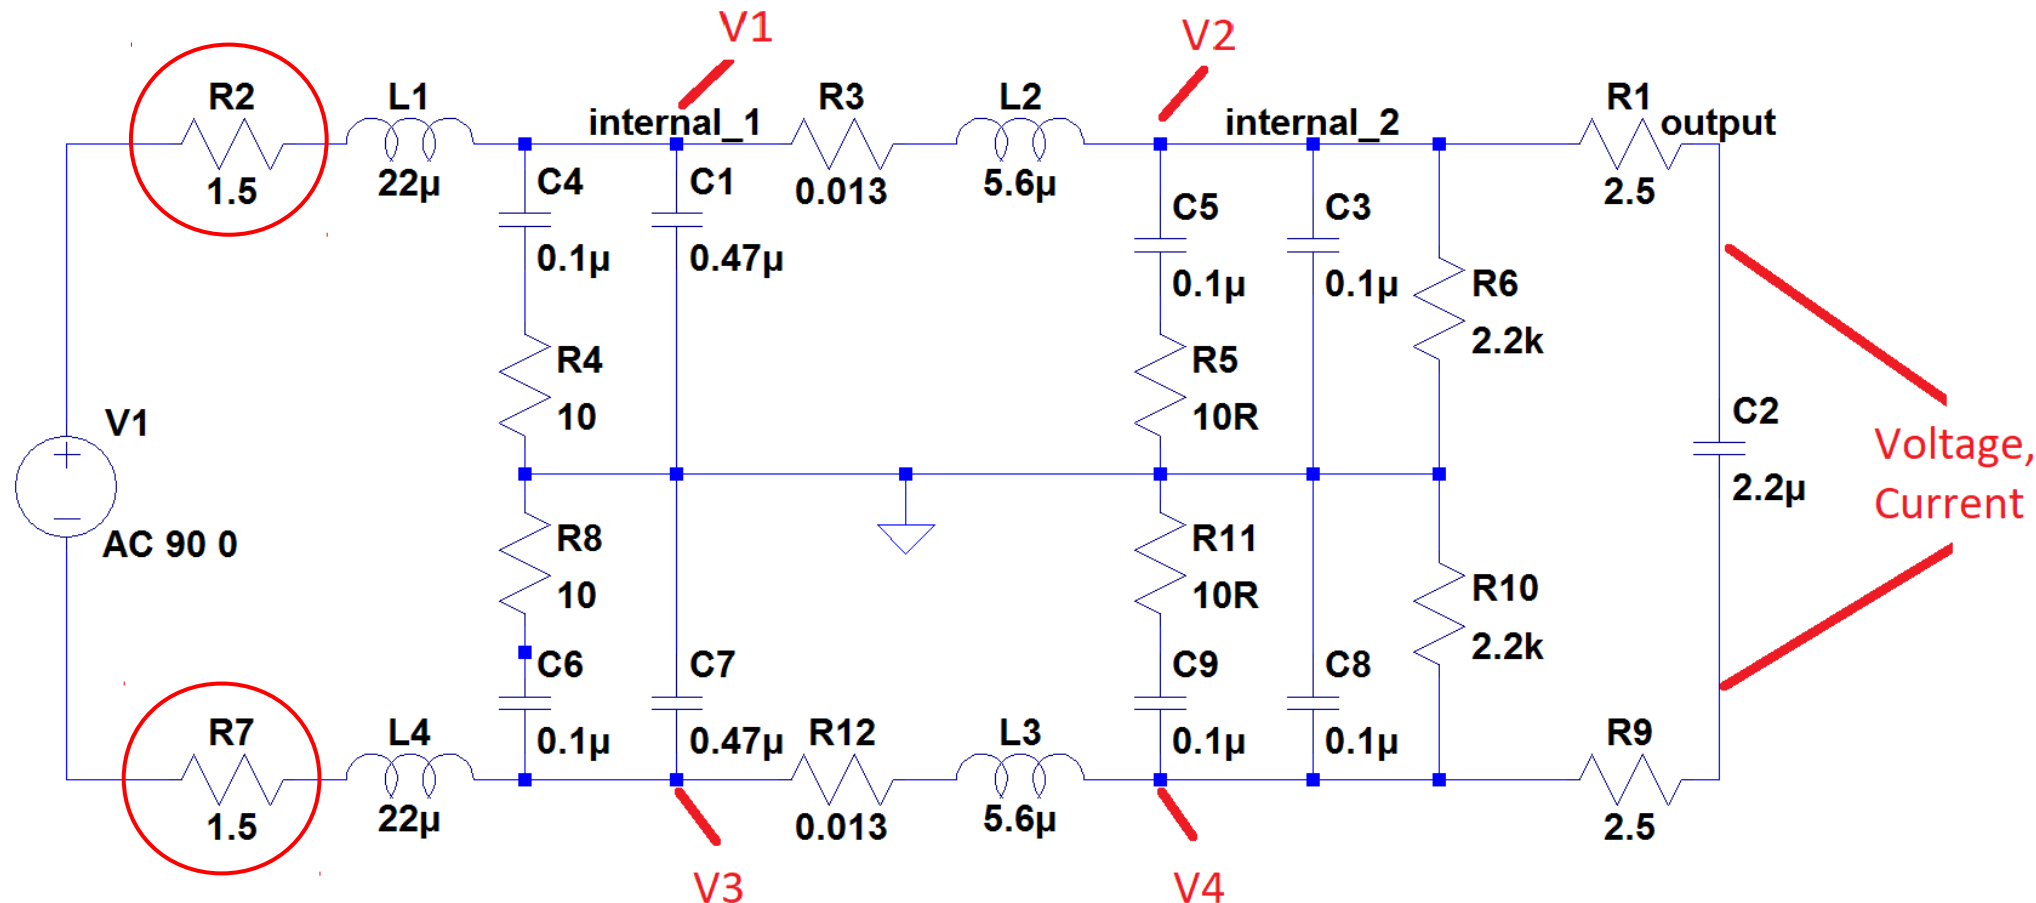 V1
V2
R2
L1
internal_1
R3
L2
internal_2
R1
output
1.5
22µ
C4
C1
0.013
5.6µ
C5
C3
2.5
0.1µ
0.47µ
0.1µ
0.1µ
R6
2.2k
R4
10
R5
10R
V1
AC 90 0
C2
2.2µ
Voltage,
Current
R8
10
R11
10R
R10
2.2k
C6
C7
C9
C8
R7
L4
0.1µ
0.47µ
R12
L3
0.1µ
0.1µ
R9
1.5
22µ
0.013
5.6µ
2.5
V3
V4